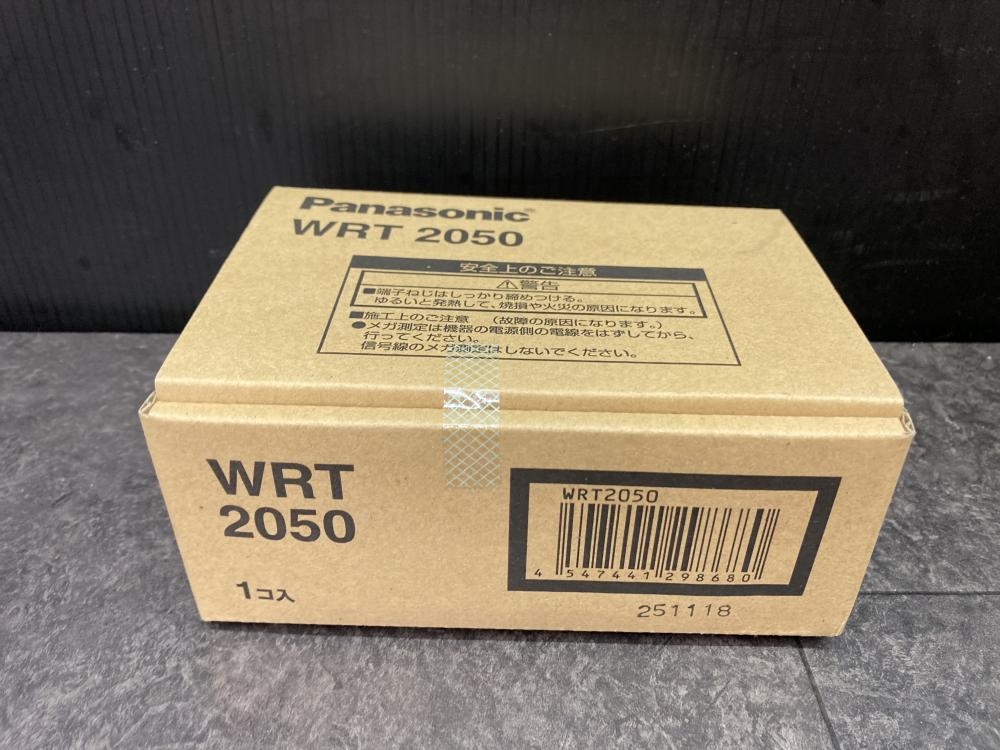 Panasonic
WRT 2050
安全上のご注意
⚠警告
■端子ねじはしっかり締めつける。
ゆるいと発熱して、焼損や火災の原因になります。
■施工上のご注意 (故障の原因になります。)
●メガ測定は機器の電源側の電線をはずしてから、
行ってください。
信号線のメガ測定はしないでください。
WRT
2050
1コ入
WRT2050
4 547441 298680
251118